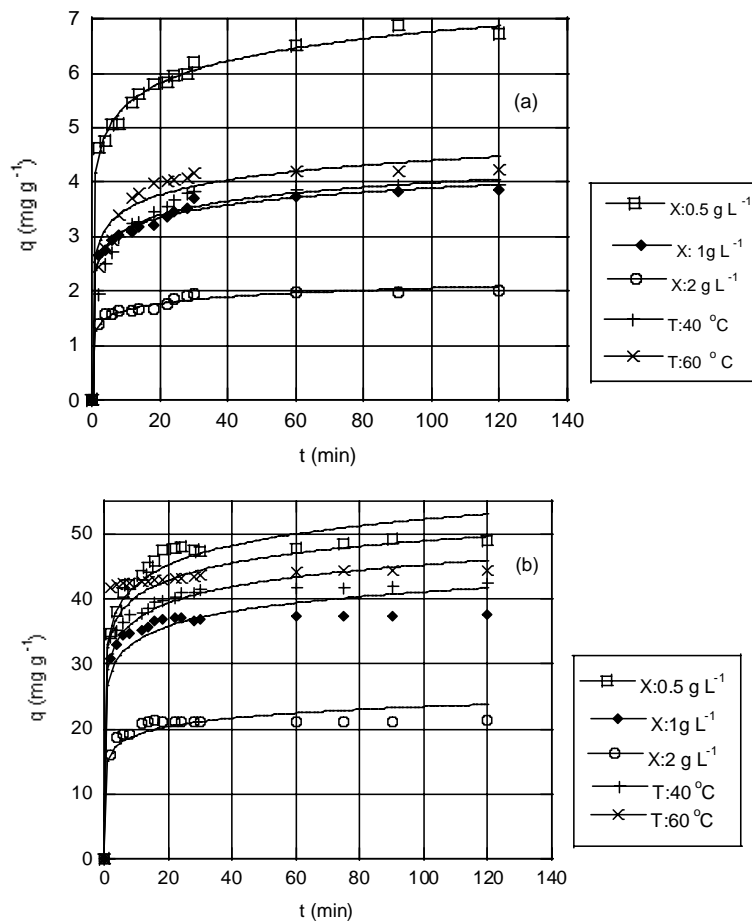 7
6
5
4
3
2
1
0
q (mg g⁻¹)
(a)
0 20 40 60 80 100 120 140
t (min)
X:0.5 g L⁻¹
X: 1g L⁻¹
X:2 g L⁻¹
T:40 °C
T:60 °C
50
40
30
20
10
0
q (mg g⁻¹)
(b)
0 20 40 60 80 100 120 140
t (min)
X:0.5 g L⁻¹
X:1g L⁻¹
X:2 g L⁻¹
T:40 °C
T:60 °C